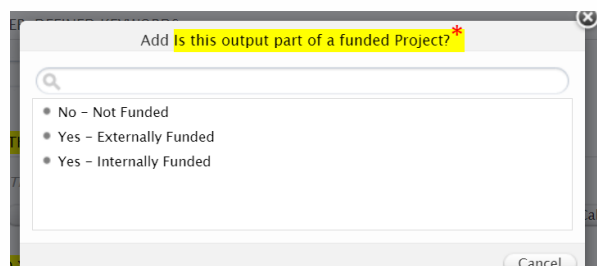 Add Is this output part of a funded Project?*
No – Not Funded
Yes – Externally Funded
Yes – Internally Funded
Cancel